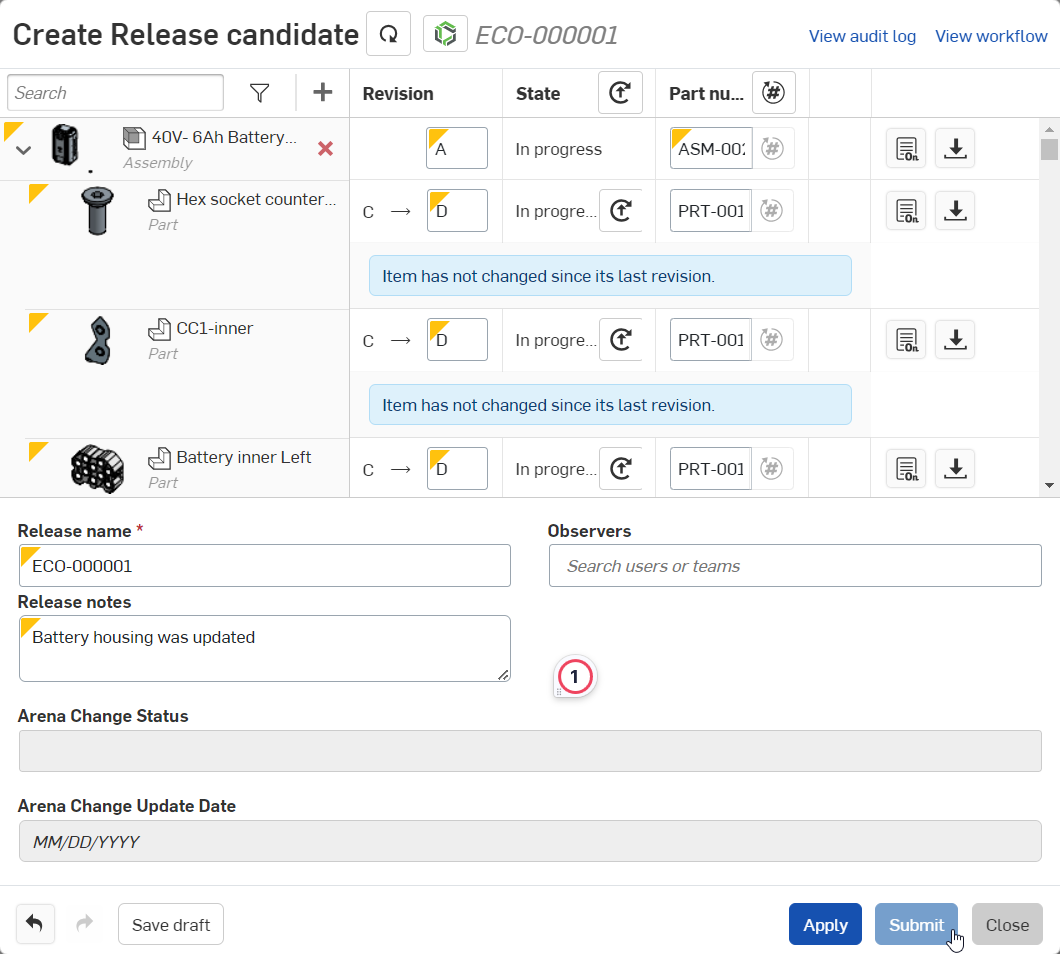 Create Release candidate ECO-000001 View audit log View workflow
Search Revision State Part nu... #
40V- 6Ah Battery... A In progress ASM-002 #
Assembly
Hex socket counter... C → D In progre... PRT-001 #
Part
Item has not changed since its last revision.
CC1-inner C → D In progre... PRT-001 #
Part
Item has not changed since its last revision.
Battery inner Left C → D In progre... PRT-001 #
Part
Release name * Observers
ECO-000001 Search users or teams
Release notes
Battery housing was updated
1
Arena Change Status
Arena Change Update Date
MM/DD/YYYY
Save draft Apply Submit Close